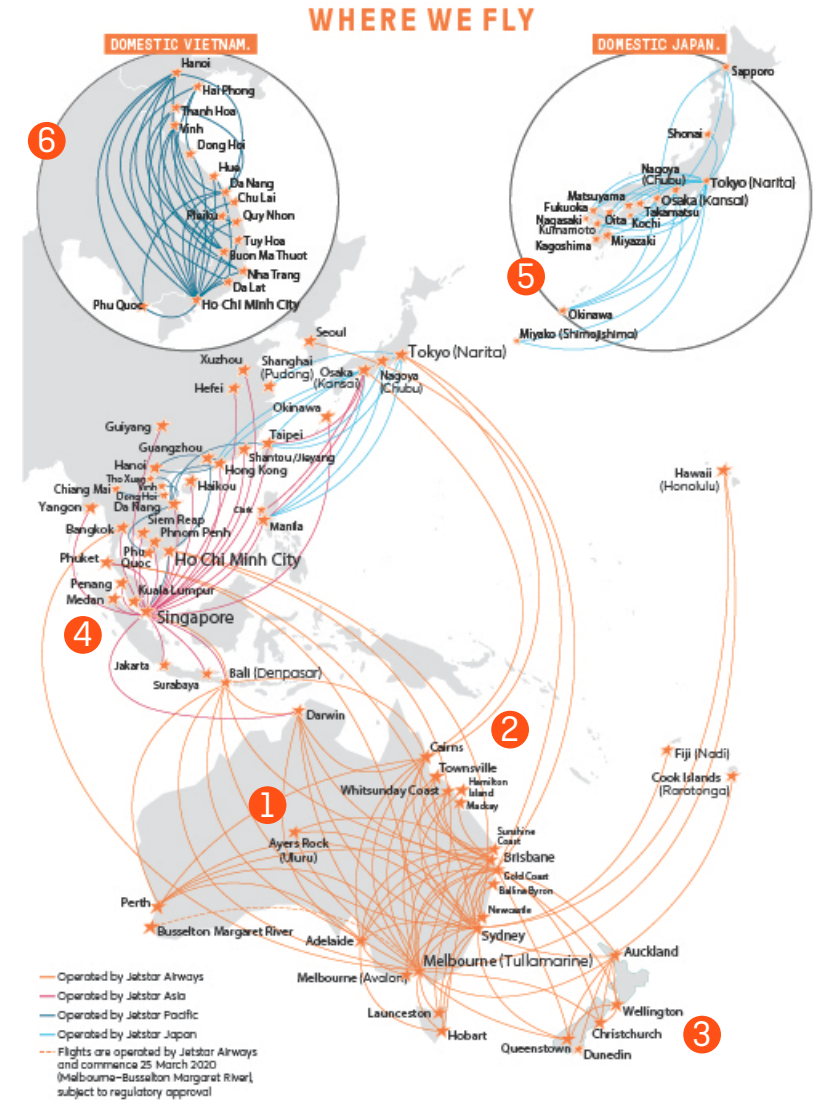 WHERE WE FLY
DOMESTIC VIETNAM.
Hanoi
Hai Phong
Thanh Hoa
Vinh
Dong Hoi
Hue
Da Nang
Chu Lai
Pleiku
Quy Nhon
Tuy Hoa
Buon Ma Thuot
Nha Trang
Da Lat
Phu Quoc
Ho Chi Minh City
6
DOMESTIC JAPAN.
Sapporo
Shonai
Nagoya
(Chubu)
Tokyo (Narita)
Matsuyama
Osaka (Kansai)
Fukuoka
Takamatsu
Nagasaki
Oita
Kochi
Kumamoto
Miyazaki
Kagoshima
5
Okinawa
Miyako (Shimojishima)
Seoul
Tokyo (Narita)
Xuzhou
Shanghai
(Pudong)
Osaka
(Kansai)
Nagoya
(Chubu)
Hefei
Okinawa
Guiyang
Taipei
Guangzhou
Shantou/Jieyang
Hanoi
Hong Kong
Tho Xuan
Vinh
Haikou
Chiang Mai
Dong Hoi
Da Nang
Yangon
Clark
Manila
Siem Reap
Bangkok
Phnom Penh
Phu
Quoc
Ho Chi Minh City
Phuket
Penang
Kuala Lumpur
Medan
Singapore
4
Jakarta
Surabaya
Bali (Denpasar)
Hawaii
(Honolulu)
Darwin
2
Cairns
Fiji (Nadi)
Townsville
Cook Islands
(Rarotonga)
Hamilton
Island
Whitsunday Coast
Mackay
1
Ayers Rock
(Uluru)
Sunshine
Coast
Brisbane
Gold Coast
Ballina Byron
Perth
Newcastle
Busselton Margaret River
Sydney
Adelaide
Melbourne (Tullamarine)
Melbourne (Avalon)
Auckland
Launceston
Hobart
Wellington
Christchurch
Queenstown
Dunedin
3
Operated by Jetstar Airways
Operated by Jetstar Asia
Operated by Jetstar Pacific
Operated by Jetstar Japan
Flights are operated by Jetstar Airways
and commence 25 March 2020
(Melbourne–Busselton Margaret River),
subject to regulatory approval